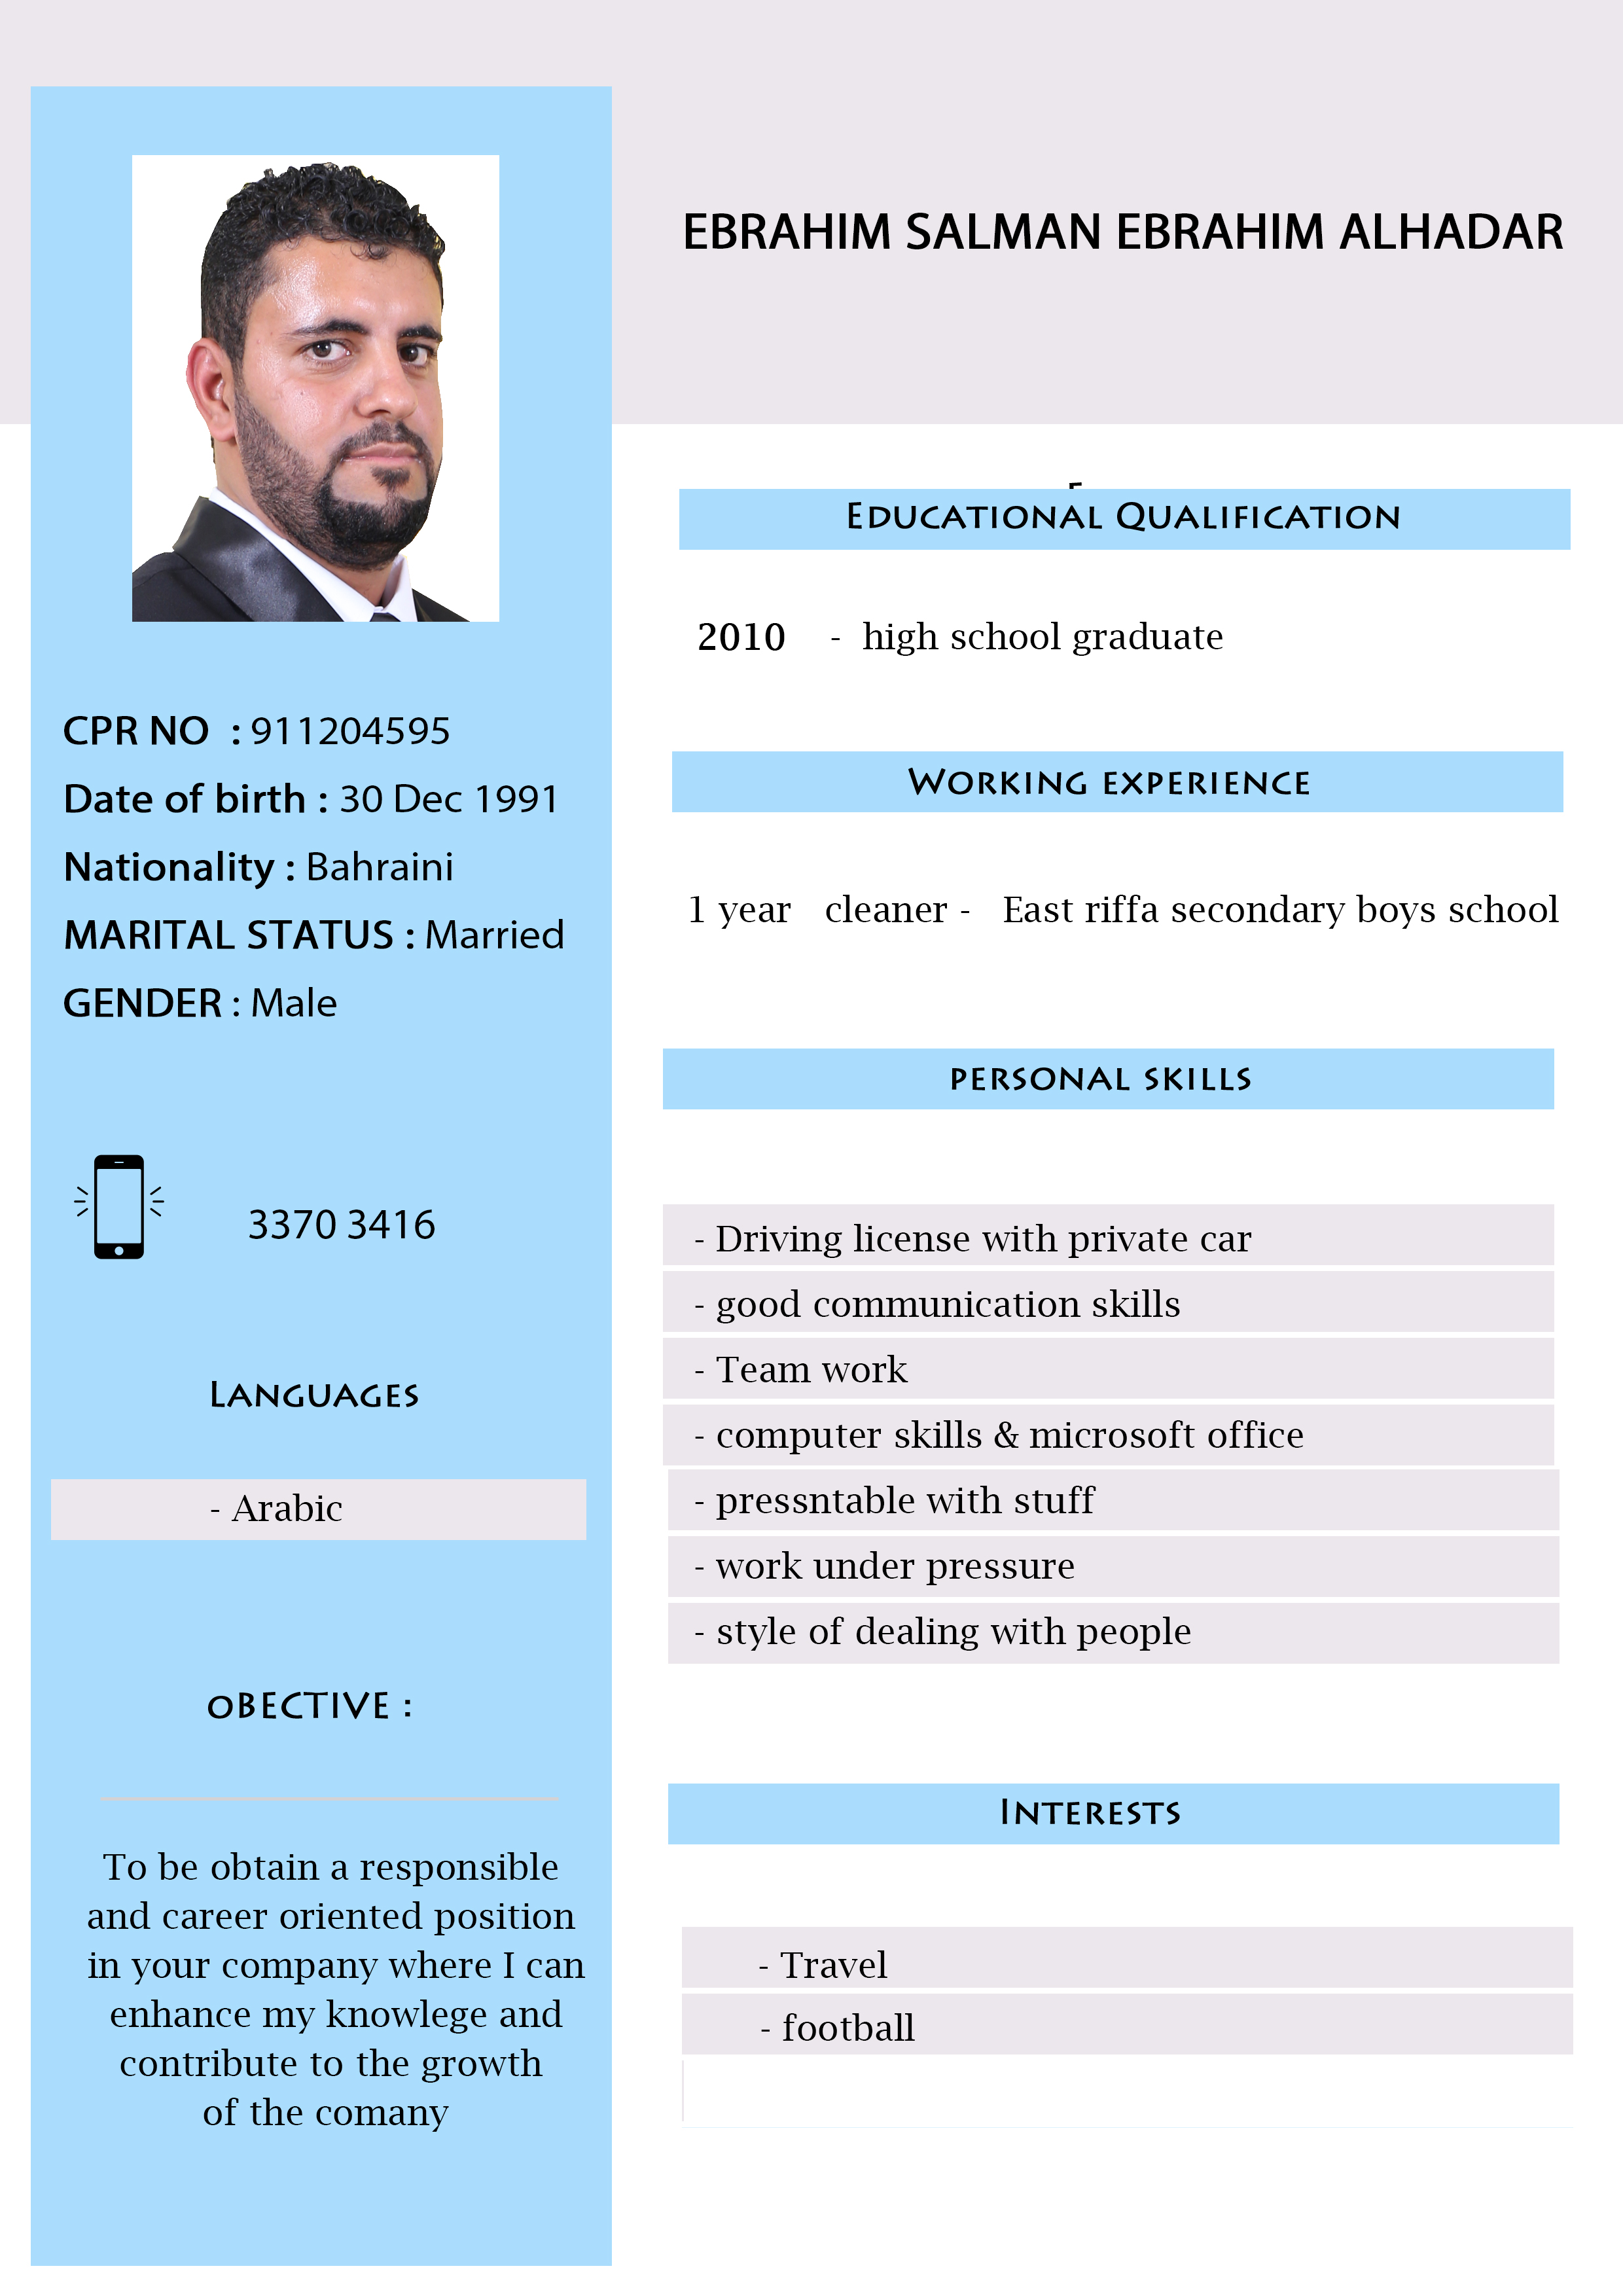 EBRAHIM SALMAN EBRAHIM ALHADAR
CPR NO : 911204595
Date of birth : 30 Dec 1991
Nationality : Bahraini
MARITAL STATUS : Married
GENDER : Male
3370 3416
LANGUAGES
- Arabic
oBECTIVE :
To be obtain a responsible
and career oriented position
in your company where I can
enhance my knowlege and
contribute to the growth
of the comany
EDUCATIONAL QUALIFICATION
2010 - high school graduate
WORKING EXPERIENCE
1 year cleaner - East riffa secondary boys school
PERSONAL SKILLS
- Driving license with private car
- good communication skills
- Team work
- computer skills & microsoft office
- pressntable with stuff
- work under pressure
- style of dealing with people
INTERESTS
- Travel
- football